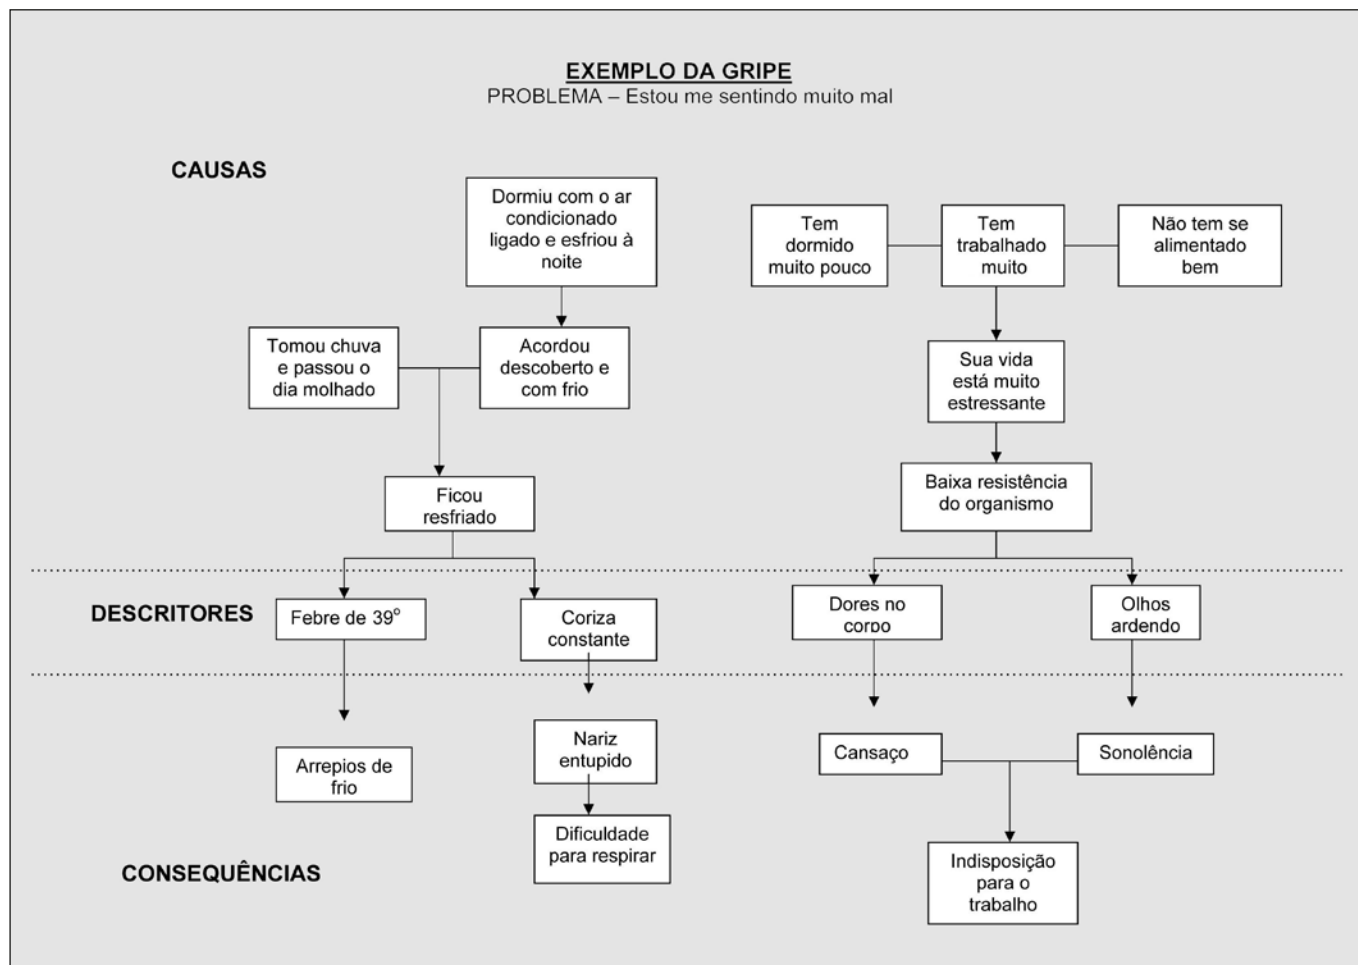 EXEMPLO DA GRIPE
PROBLEMA – Estou me sentindo muito mal
CAUSAS
Dormiu com o ar
condicionado
ligado e esfriou à
noite
Tem
dormido
muito pouco
Tem
trabalhado
muito
Não tem se
alimentado
bem
Tomou chuva
e passou o
dia molhado
Acordou
descoberto e
com frio
Sua vida
está muito
estressante
Ficou
resfriado
Baixa resistência
do organismo
DESCRITORES
Febre de 39º
Coriza
constante
Dores no
corpo
Olhos
ardendo
Arrepios de
frio
Nariz
entupido
Cansaço
Sonolência
Dificuldade
para respirar
CONSEQUÊNCIAS
Indisposição
para o
trabalho